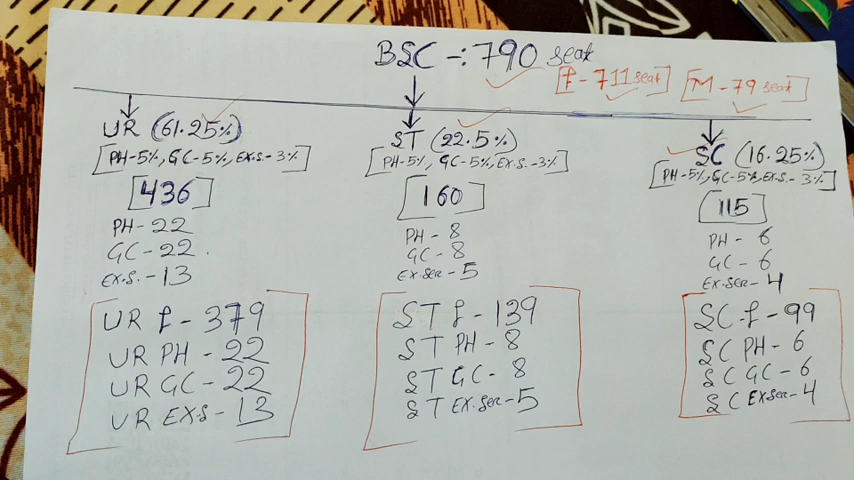 BSC -: 790 seat
[f - 711 seat] [M - 79 seat]
UR (61.25%)
[PH-5%, GC-5%, EX.S.-3%]
[436]
PH - 22
GC - 22
EX.S. - 13
UR f - 379
UR PH - 22
UR GC - 22
UR EX.S - 13
ST (22.5%)
[PH-5%, GC-5%, EX.S.-3%]
[160]
PH - 8
GC - 8
EX.Ser - 5
ST f - 139
ST PH - 8
ST GC - 8
ST EX.Ser - 5
SC (16.25%)
[PH-5%, GC-5%, EX.S.- 3%]
[115]
PH - 6
GC - 6
EX.Ser - 4
SC-f - 99
SC PH - 6
SC GC - 6
SC EX.Ser - 4